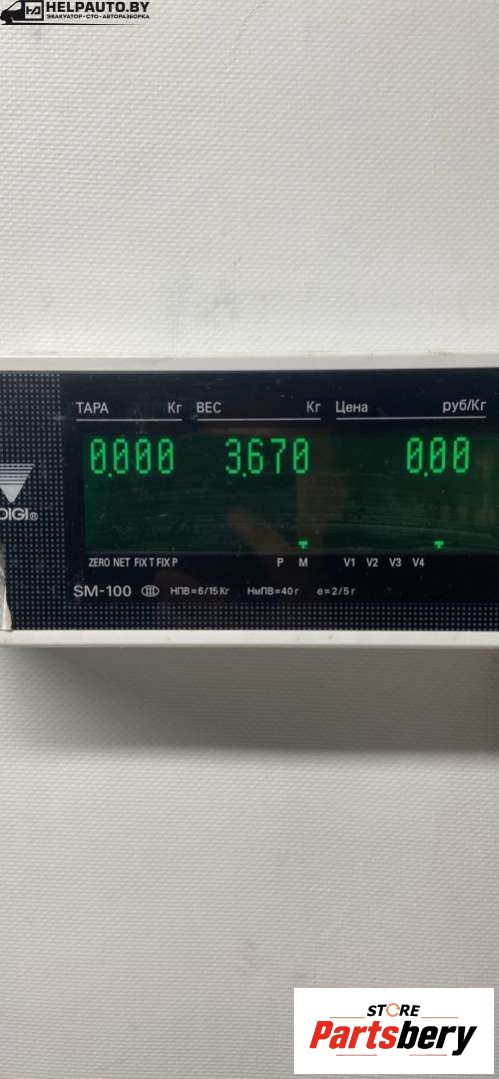 HELPAUTO.BY
ЭВАКУАТОР•СТО•АВТОРАЗБОРКА
ТАРА Кг ВЕС Кг Цена руб/Кг
0.000 3.670 0.00
DIGI®
ZERO NET FIX T FIX P P M V1 V2 V3 V4
SM-100 III НПВ=6/15Кг НмПВ=40г e=2/5г
STORE
Partsbery